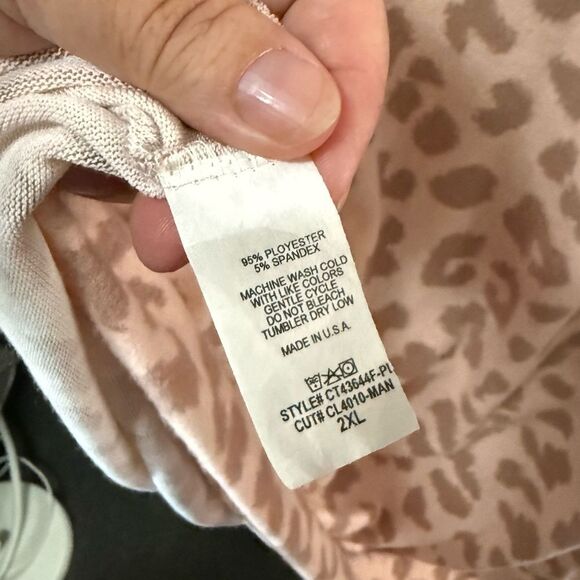 95% PLOYESTER
5% SPANDEX
MACHINE WASH COLD
WITH LIKE COLORS
GENTLE CYCLE
DO NOT BLEACH
TUMBLER DRY LOW
MADE IN U.S.A.
STYLE# CT43644F-PL
CUT# CL4010-MAN
2XL